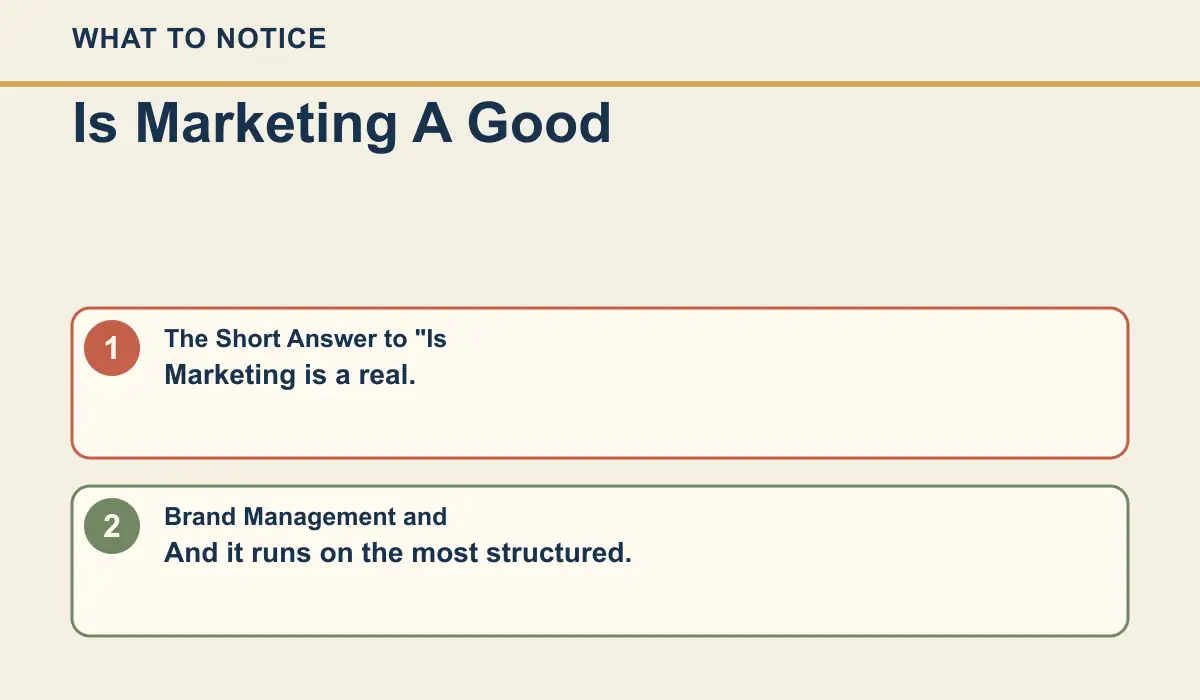 WHAT TO NOTICE
Is Marketing A Good
1
The Short Answer to "Is
Marketing is a real.
2
Brand Management and
And it runs on the most structured.